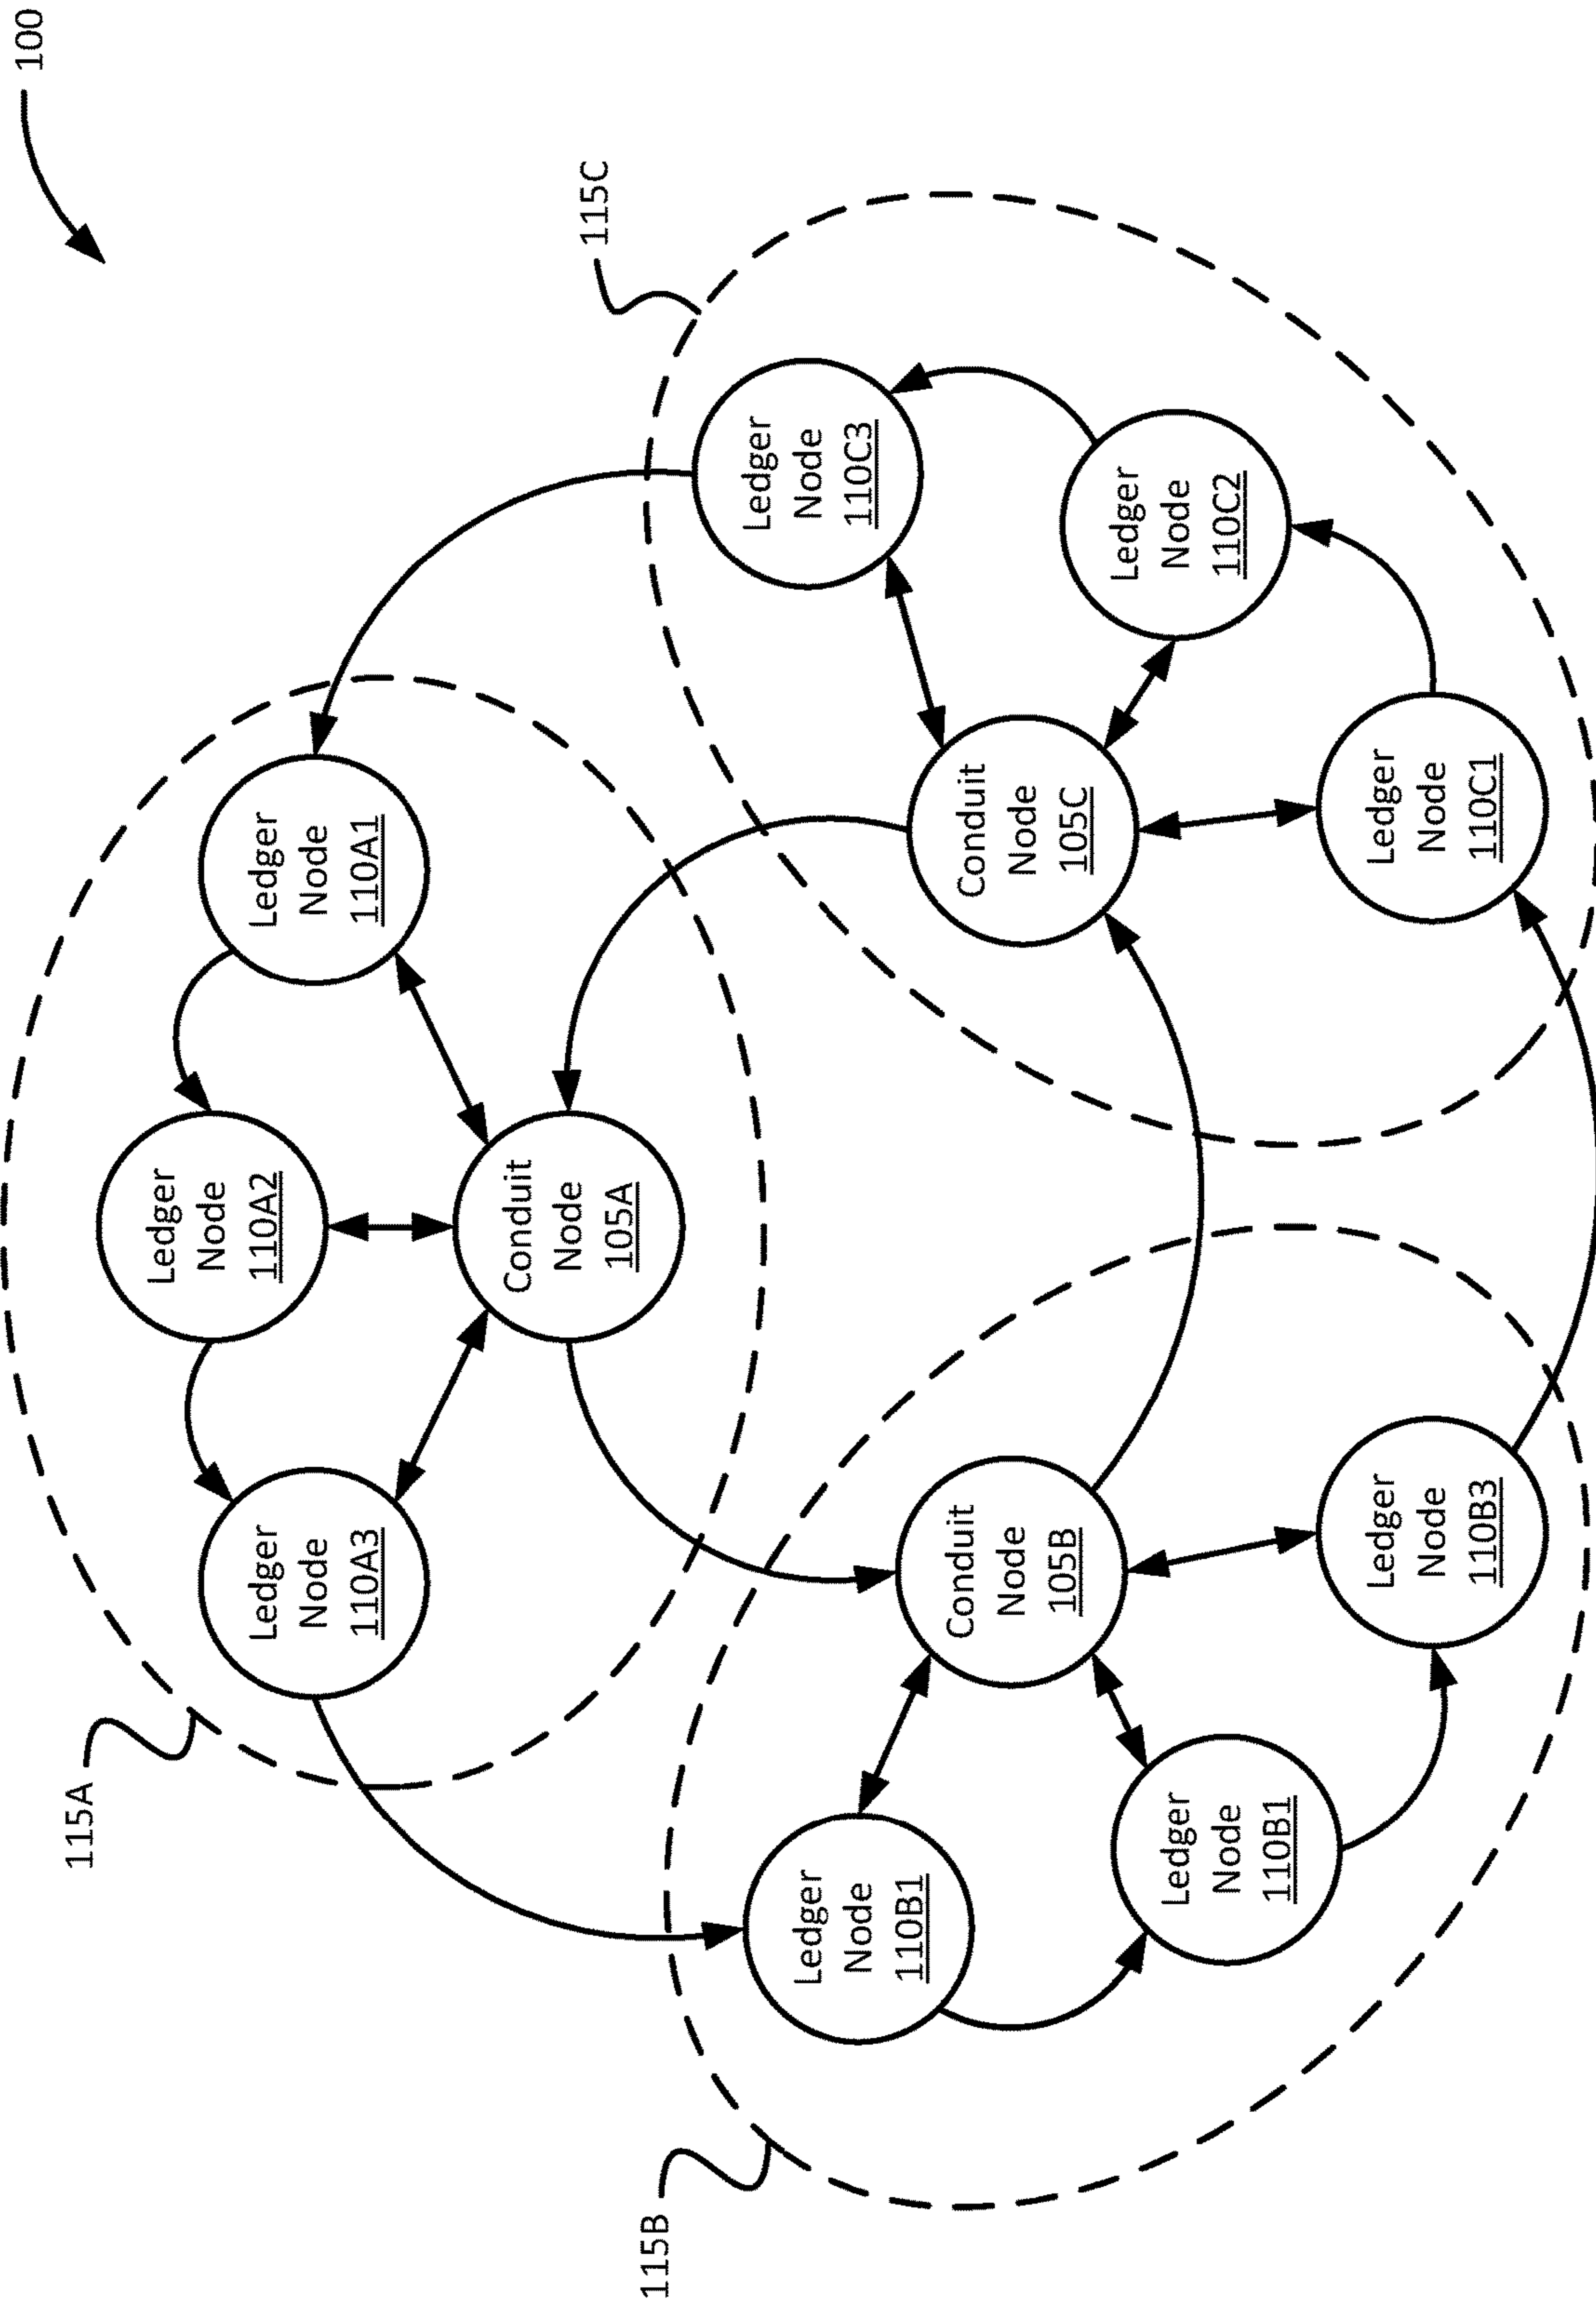 100
115A
Ledger
Node
110A2
Ledger
Node
110A3
Ledger
Node
110A1
Conduit
Node
105A
115C
115B
Ledger
Node
110C3
Ledger
Node
110B1
Conduit
Node
105B
Conduit
Node
105C
Ledger
Node
110C2
Ledger
Node
110B1
Ledger
Node
110B3
Ledger
Node
110C1